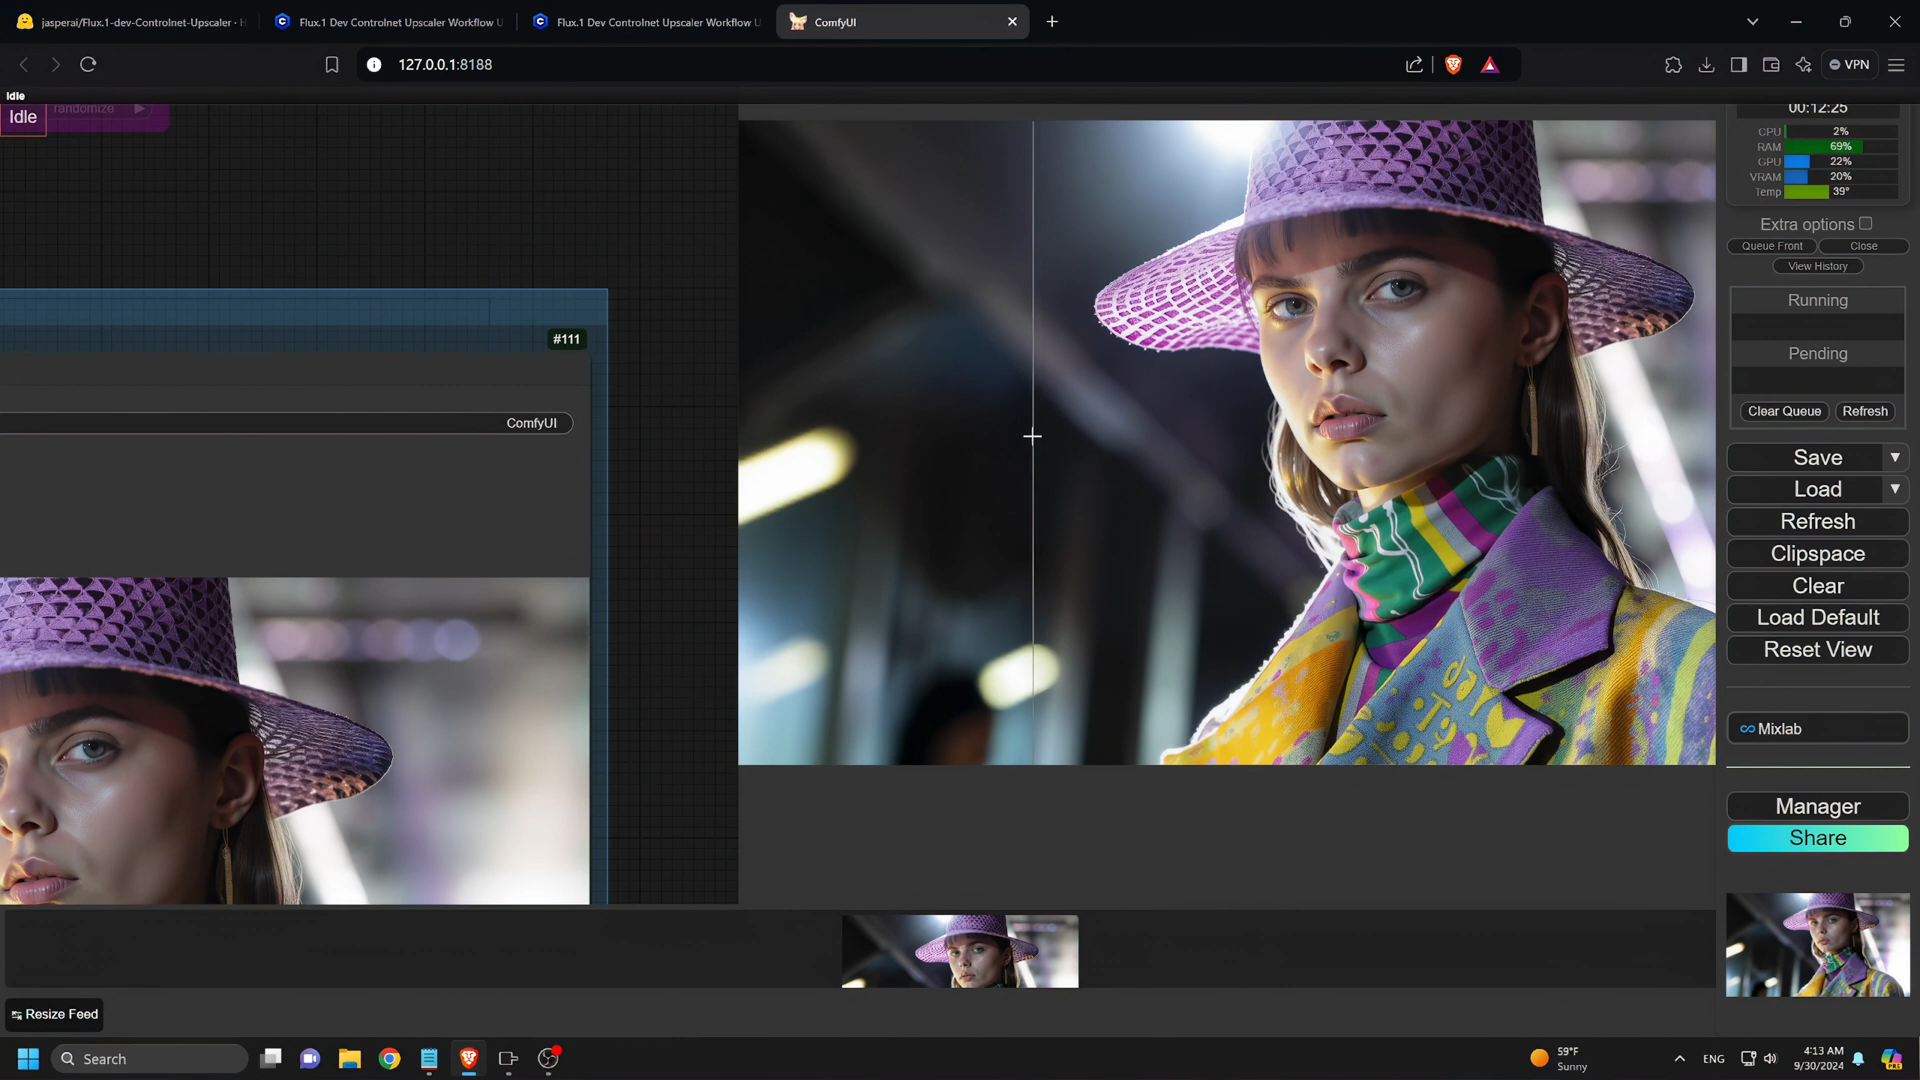 jasperai/Flux.1-dev-Controlnet-Upscaler · H
Flux.1 Dev Controlnet Upscaler Workflow U
Flux.1 Dev Controlnet Upscaler Workflow U
ComfyUI
127.0.0.1:8188
VPN
Idle
Idle
randomize
00:12:25
CPU 2%
RAM 69%
GPU 22%
VRAM 20%
Temp 39°
Extra options
Queue Front
Close
View History
#111
Running
Pending
ComfyUI
Clear Queue
Refresh
Save
Load
Refresh
Clipspace
Clear
Load Default
Reset View
Mixlab
Manager
Share
Resize Feed
Search
59°F
Sunny
ENG
4:13 AM
9/30/2024